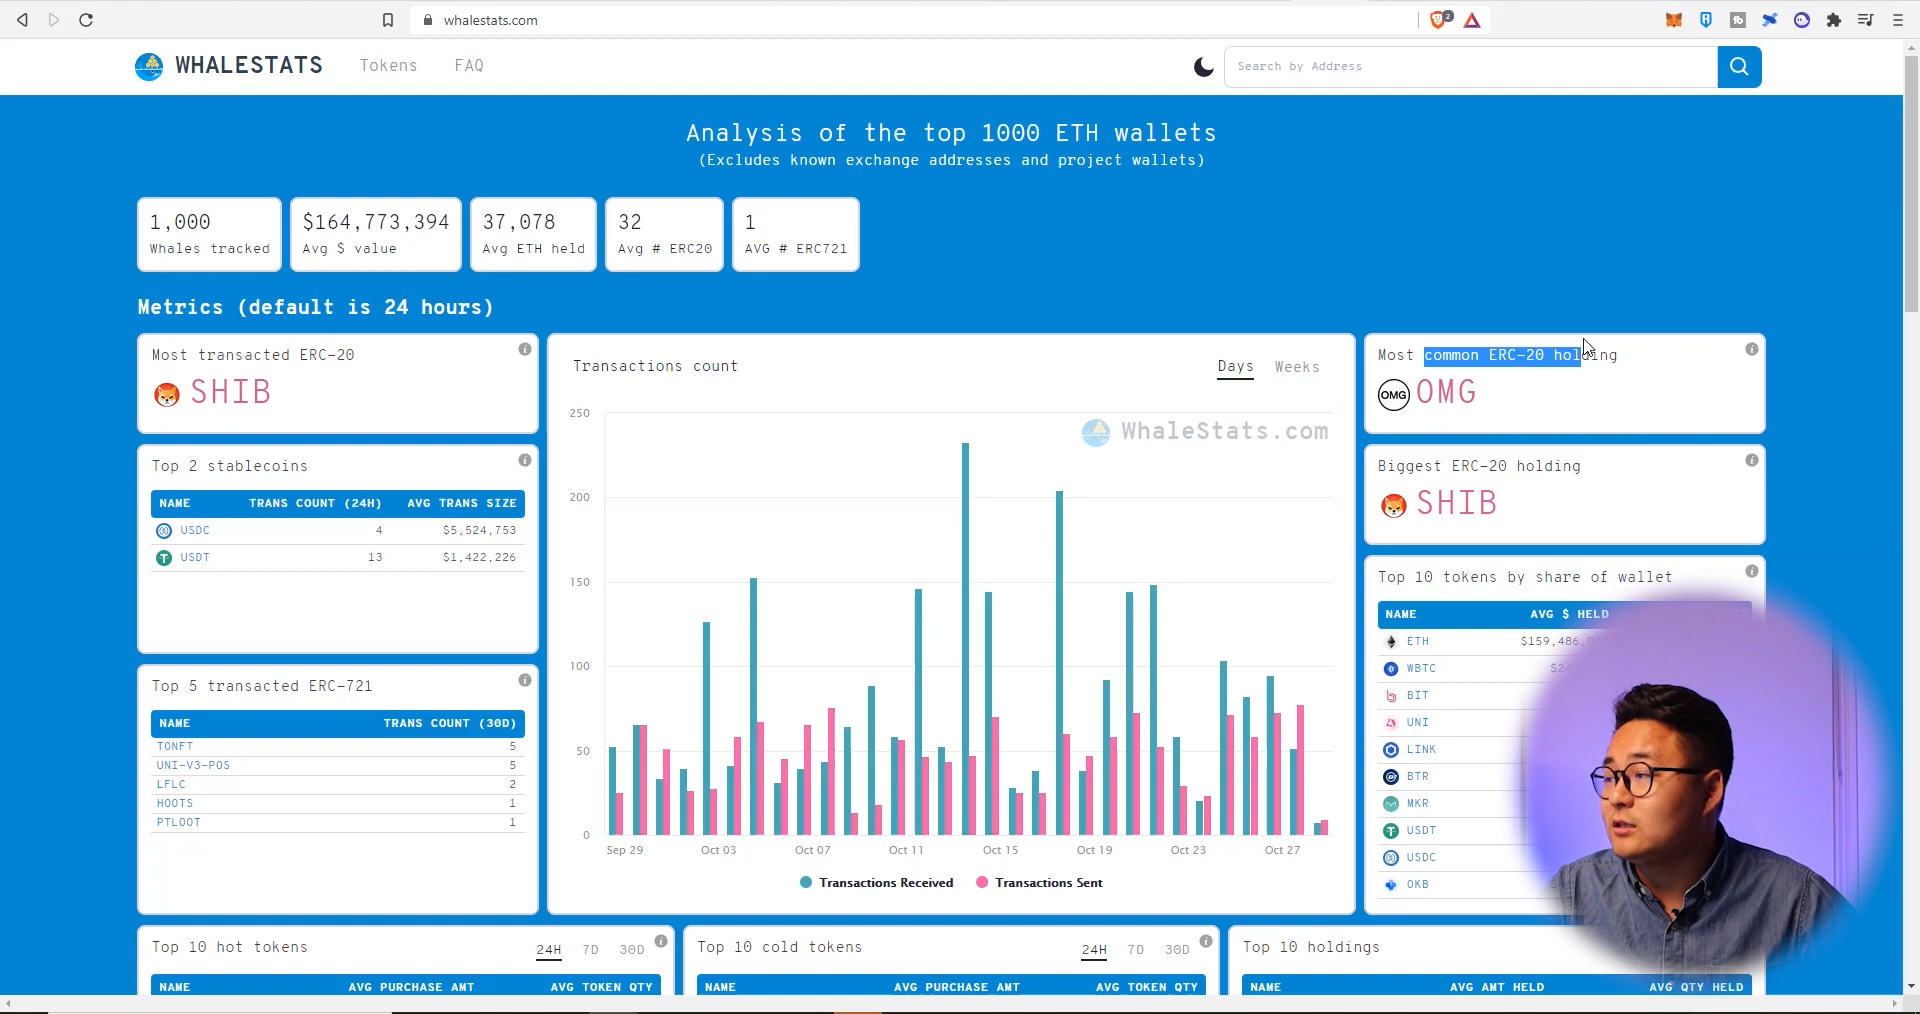 whalestats.com
2
WHALESTATS
Tokens
FAQ
Search by Address
Analysis of the top 1000 ETH wallets
(Excludes known exchange addresses and project wallets)
1,000
Whales tracked
$164,773,394
Avg $ value
37,078
Avg ETH held
32
Avg # ERC20
1
AVG # ERC721
Metrics (default is 24 hours)
Most transacted ERC-20
SHIB
Top 2 stablecoins
NAME TRANS COUNT (24H) AVG TRANS SIZE
USDC 4 $5,524,753
USDT 13 $1,422,226
Top 5 transacted ERC-721
NAME TRANS COUNT (30D)
TONFT 5
UNI-V3-POS 5
LFLC 2
HOOTS 1
PTLOOT 1
Transactions count
Days Weeks
WhaleStats.com
250
200
150
100
50
0
Sep 29 Oct 03 Oct 07 Oct 11 Oct 15 Oct 19 Oct 23 Oct 27
Transactions Received Transactions Sent
Most common ERC-20 holding
OMG OMG
Biggest ERC-20 holding
SHIB
Top 10 tokens by share of wallet
NAME AVG $ HELD
ETH
WBTC
BIT
UNI
LINK
BTR
MKR
USDT
USDC
OKB
Top 10 hot tokens
24H 7D 30D
NAME AVG PURCHASE AMT AVG TOKEN QTY
Top 10 cold tokens
24H 7D 30D
NAME AVG PURCHASE AMT AVG TOKEN QTY
Top 10 holdings
NAME AVG AMT HELD AVG QTY HELD